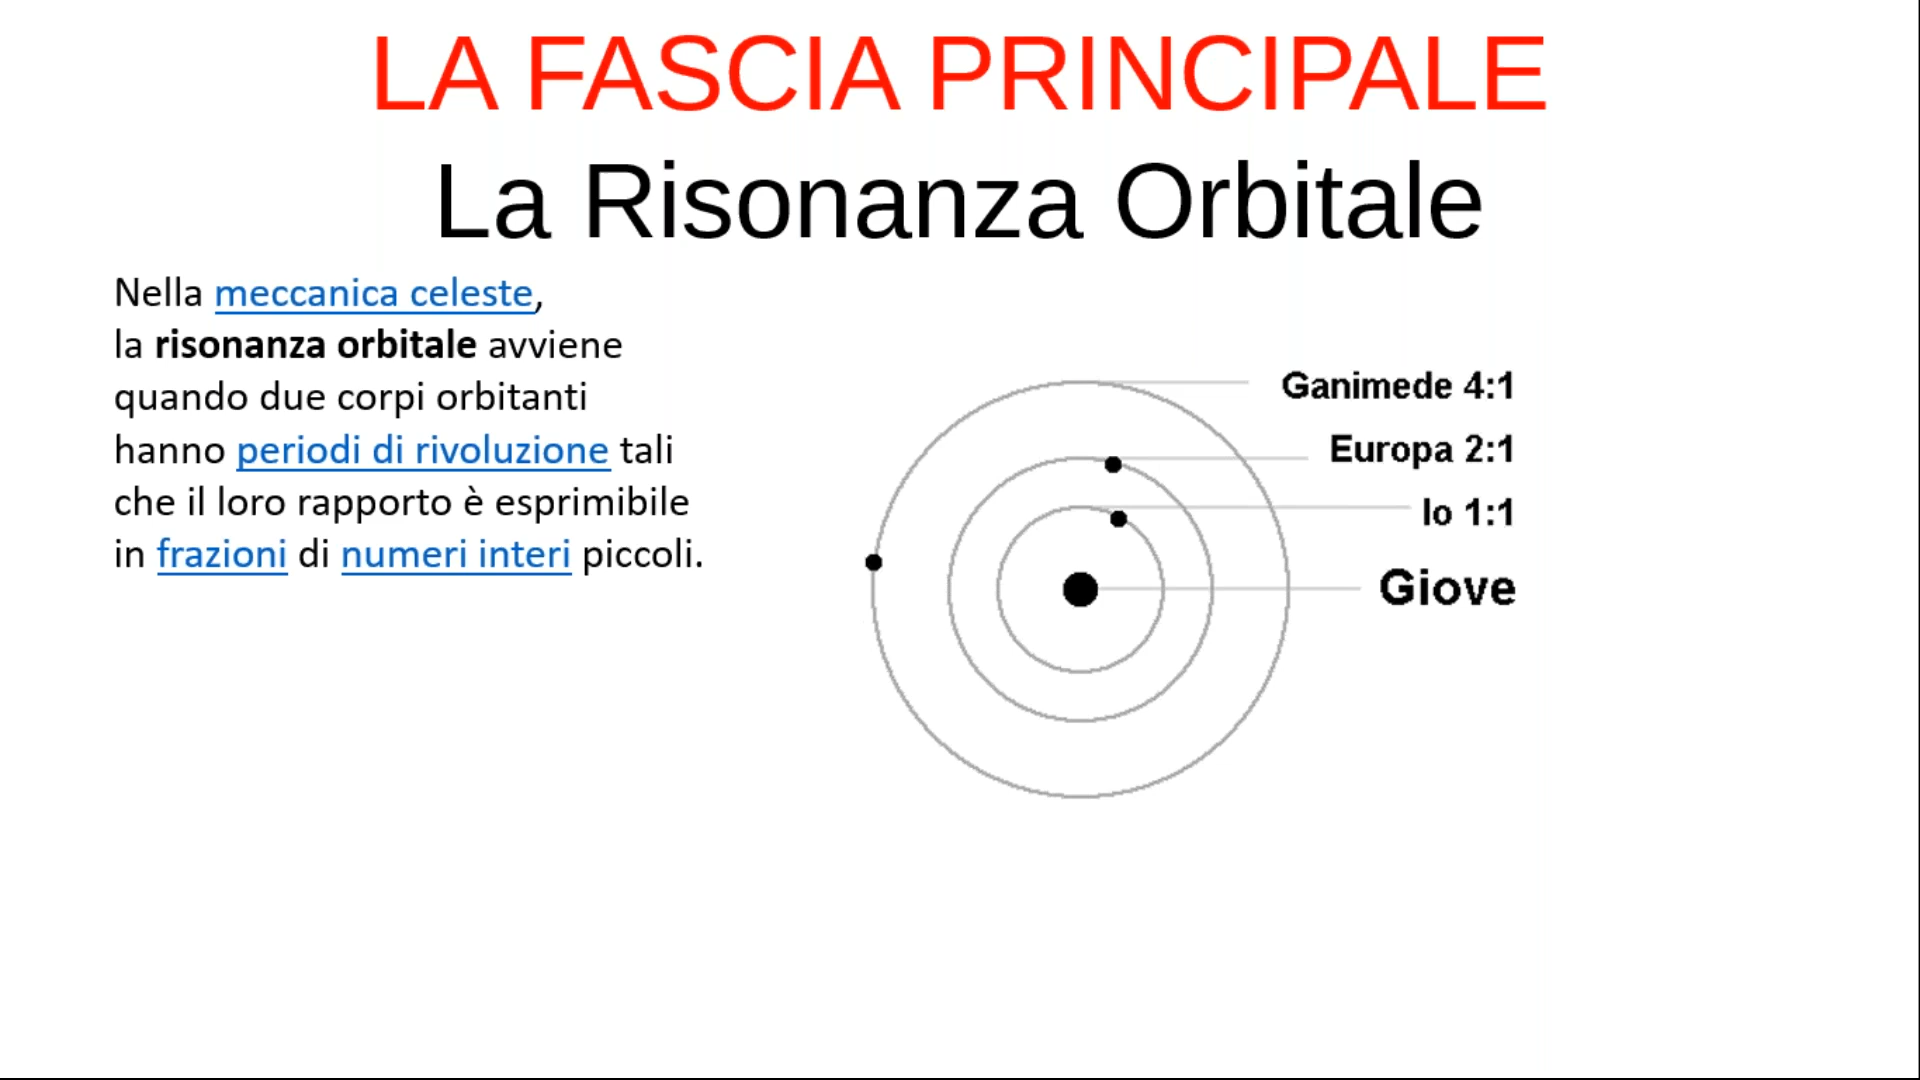 LA FASCIA PRINCIPALE
La Risonanza Orbitale
Nella meccanica celeste,
la risonanza orbitale avviene
quando due corpi orbitanti
hanno periodi di rivoluzione tali
che il loro rapporto è esprimibile
in frazioni di numeri interi piccoli.
Ganimede 4:1
Europa 2:1
Io 1:1
Giove